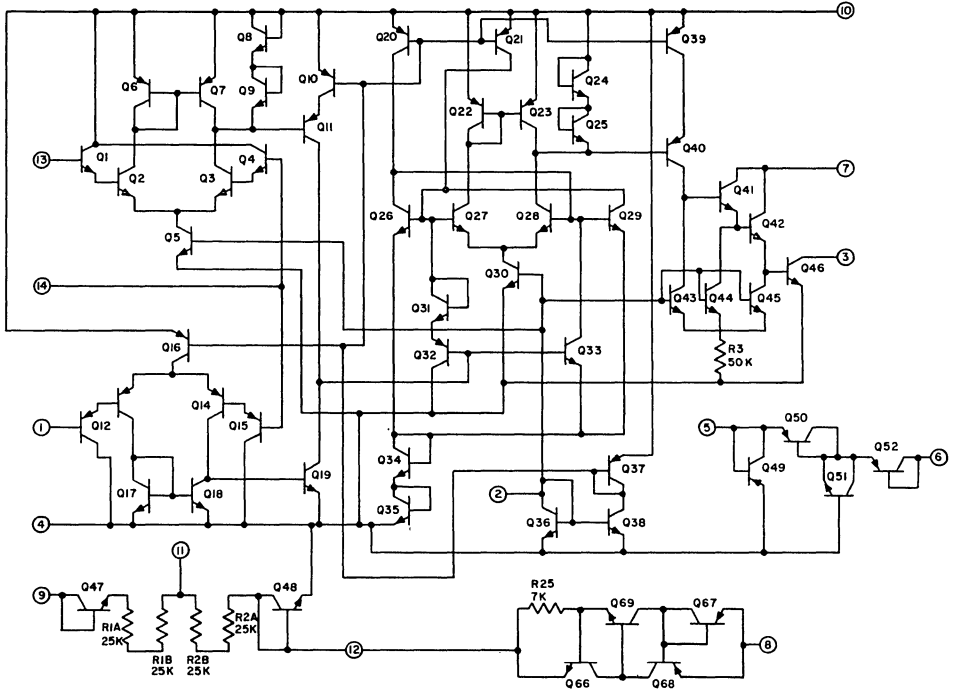 10
Q8
Q20
Q21
Q39
Q6
Q7
Q9
Q10
Q24
Q22
Q23
Q25
Q11
Q40
13
Q1
Q4
Q2
Q3
7
Q41
Q26
Q27
Q28
Q29
Q42
Q5
3
Q46
Q30
14
Q43
Q44
Q45
Q31
Q16
Q32
Q33
R3
50K
Q14
Q50
1
Q12
Q15
5
Q52
6
Q34
Q37
Q49
Q51
Q19
Q17
Q18
2
Q35
Q36
Q38
4
11
9
Q47
Q48
R25
7K
Q69
Q67
R1A
25K
R2A
25K
R1B
25K
R2B
25K
12
8
Q66
Q68